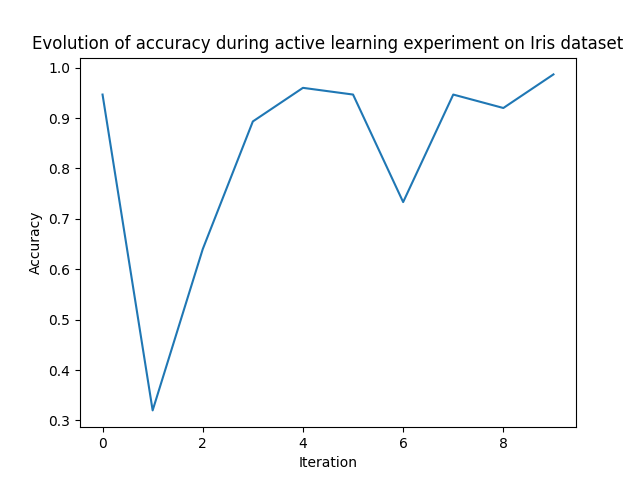 Evolution of accuracy during active learning experiment on Iris dataset
1.0
0.9
0.8
0.7
0.6
0.5
0.4
0.3
Accuracy
0 2 4 6 8
Iteration